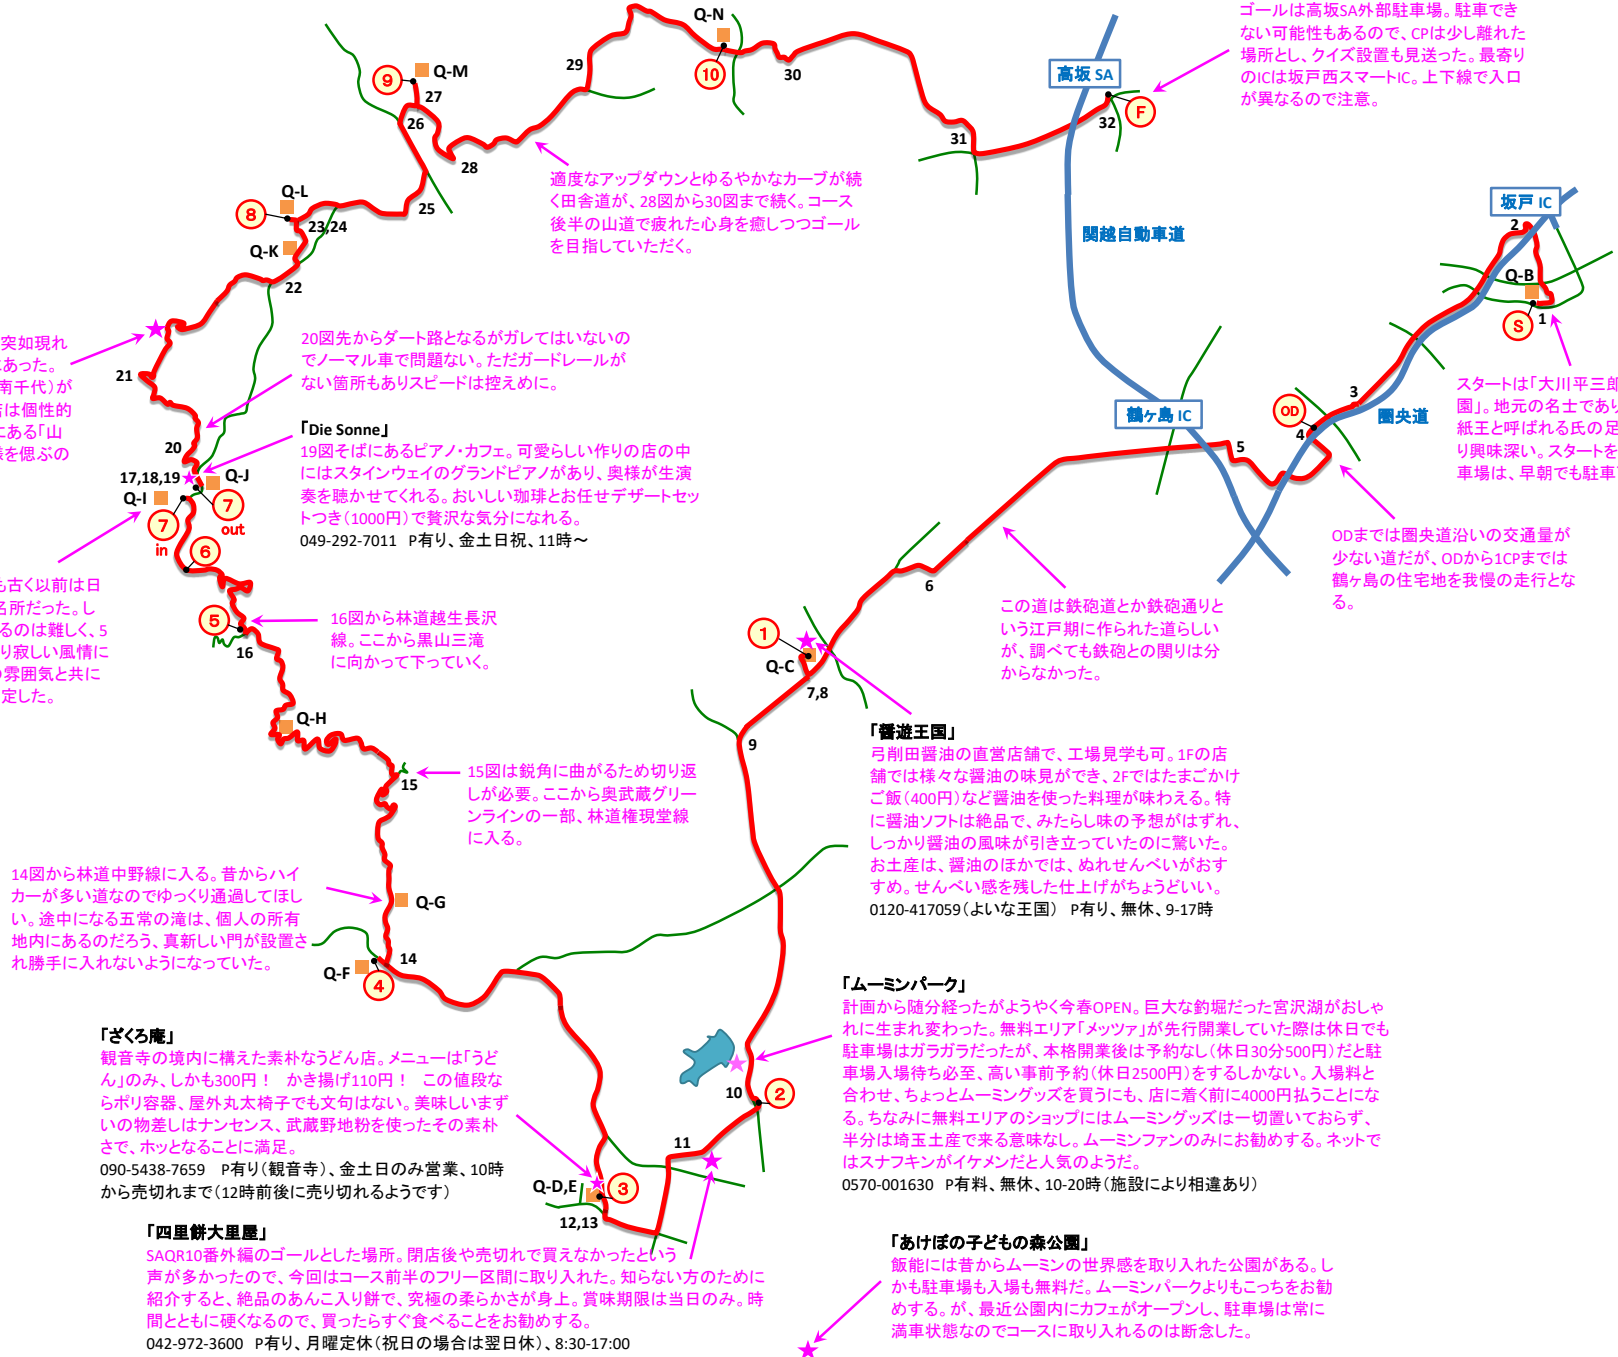 ゴールは高坂SA外部駐車場。駐車でき
ない可能性もあるので、CPは少し離れた
場所とし、クイズ設置も見送った。最寄り
のICは坂戸西スマートIC。上下線で入口
が異なるので注意。
Q-N
10
30
29
高坂 SA
F
32
31
9
Q-M
27
26
28
25
適度なアップダウンとゆるやかなカーブが続
く田舎道が、28図から30図まで続く。コース
後半の山道で疲れた心身を癒しつつゴール
を目指していただく。
関越自動車道
坂戸 IC
2
Q-B
1
S
Q-L
8
23,24
Q-K
22
突如現れ
にあった。
南千代)が
店は個性的
にある「山
様を偲ぶの
21
20図先からダート路となるがガレてはいないの
でノーマル車で問題ない。ただガードレールが
ない箇所もありスピードは控えめに。
スタートは「大川平三郎
園」。地元の名士であり
紙王と呼ばれる氏の足
り興味深い。スタートを
車場は、早朝でも駐車
鶴ヶ島 IC
OD
3
4
圏央道
5
20
17,18,19
Q-J
Q-I
7
in
7
out
「Die Sonne」
19図そばにあるピアノ・カフェ。可愛らしい作りの店の中
にはスタインウェイのグランドピアノがあり、奥様が生演
奏を聴かせてくれる。おいしい珈琲とお任せデザートセッ
トつき(1000円)で贅沢な気分になれる。
049-292-7011 P有り、金土日祝、11時～
ODまでは圏央道沿いの交通量が
少ない道だが、ODから1CPまでは
鶴ヶ島の住宅地を我慢の走行とな
る。
6
も古く以前は日
名所だった。し
るのは難しく、5
り寂しい風情に
の雰囲気と共に
定した。
5
16
16図から林道越生長沢
線。ここから黒山三滝
に向かって下っていく。
6
この道は鉄砲道とか鉄砲通りと
いう江戸期に作られた道らしい
が、調べても鉄砲との関りは分
からなかった。
1
Q-C
7,8
9
Q-H
15
15図は鋭角に曲がるため切り返
しが必要。ここから奥武蔵グリー
ンラインの一部、林道権現堂線
に入る。
「醤遊王国」
弓削田醤油の直営店舗で、工場見学も可。1Fの店
舗では様々な醤油の味見ができ、2Fではたまごかけ
ご飯(400円)など醤油を使った料理が味わえる。特
に醤油ソフトは絶品で、みたらし味の予想がはずれ、
しっかり醤油の風味が引き立っていたのに驚いた。
お土産は、醤油のほかでは、ぬれせんべいがおす
すめ。せんべい感を残した仕上げがちょうどいい。
0120-417059(よいな王国) P有り、無休、9-17時
14図から林道中野線に入る。昔からハイ
カーが多い道なのでゆっくり通過してほし
い。途中になる五常の滝は、個人の所有
地内にあるのだろう、真新しい門が設置さ
れ勝手に入れないようになっていた。
Q-G
14
Q-F
4
「ムーミンパーク」
計画から随分経ったがようやく今春OPEN。巨大な釣堀だった宮沢湖がおしゃ
れに生まれ変わった。無料エリア「メッツァ」が先行開業していた際は休日でも
駐車場はガラガラだったが、本格開業後は予約なし(休日30分500円)だと駐
車場入場待ち必至、高い事前予約(休日2500円)をするしかない。入場料と
合わせ、ちょっとムーミングッズを買うにも、店に着く前に4000円払うことにな
る。ちなみに無料エリアのショップにはムーミングッズは一切置いておらず、
半分は埼玉土産で来る意味なし。ムーミンファンのみにお勧めする。ネットで
はスナフキンがイケメンだと人気のようだ。
0570-001630 P有料、無休、10-20時(施設により相違あり)
10
2
11
「ざくろ庵」
観音寺の境内に構えた素朴なうどん店。メニューは「うど
ん」のみ、しかも300円！ かき揚げ110円！ この値段な
らポリ容器、屋外丸太椅子でも文句はない。美味しいまず
いの物差しはナンセンス、武蔵野地粉を使ったその素朴
さで、ホッとなることに満足。
090-5438-7659 P有り(観音寺)、金土日のみ営業、10時
から売切れまで(12時前後に売り切れるようです)
Q-D,E
3
12,13
「四里餅大里屋」
SAQR10番外編のゴールとした場所。閉店後や売切れで買えなかったという
声が多かったので、今回はコース前半のフリー区間に取り入れた。知らない方のために
紹介すると、絶品のあんこ入り餅で、究極の柔らかさが身上。賞味期限は当日のみ。時
間とともに硬くなるので、買ったらすぐ食べることをお勧めする。
042-972-3600 P有り、月曜定休(祝日の場合は翌日休)、8:30-17:00
「あけぼの子どもの森公園」
飯能には昔からムーミンの世界感を取り入れた公園がある。し
かも駐車場も入場も無料だ。ムーミンパークよりもこっちをお勧
めする。が、最近公園内にカフェがオープンし、駐車場は常に
満車状態なのでコースに取り入れるのは断念した。